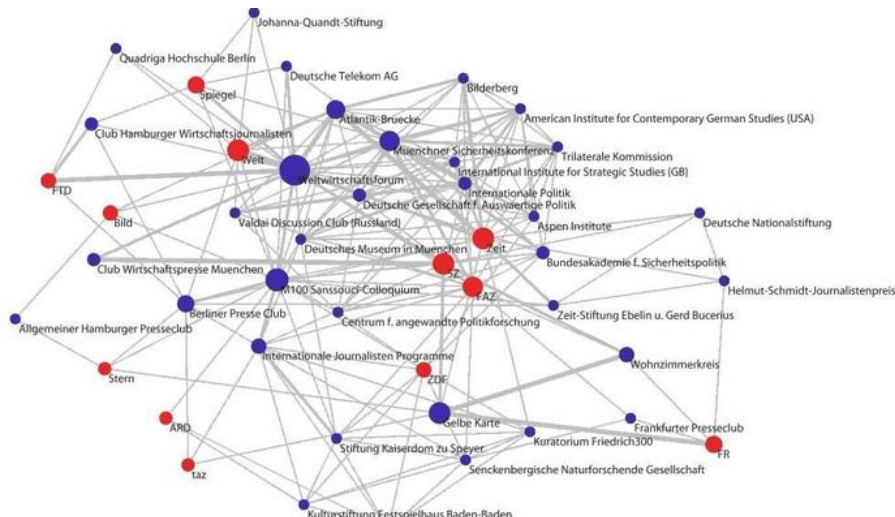 Johanna-Quandt-Stiftung
Quadriga Hochschule Berlin
Deutsche Telekom AG
Bilderberg
Spiegel
Atlantik-Bruecke
American Institute for Contemporary German Studies (USA)
Club Hamburger Wirtschaftsjournalisten
Muenchner Sicherheitskonferenz
Trilaterale Kommission
Welt
International Institute for Strategic Studies (GB)
Weltwirtschaftsforum
FTD
Internationale Politik
Deutsche Gesellschaft f. Auswaertige Politik
Bild
Valdai Discussion Club (Russland)
Aspen Institute
Deutsche Nationalstiftung
Deutsches Museum in Muenchen
Zeit
Bundesakademie f. Sicherheitspolitik
Club Wirtschaftspresse Muenchen
SZ
M100 Sanssouci-Colloquium
FAZ
Helmut-Schmidt-Journalistenpreis
Berliner Presse Club
Zeit-Stiftung Ebelin u. Gerd Bucerius
Centrum f. angewandte Politikforschung
Allgemeiner Hamburger Presseclub
Internationale Journalisten Programme
Wohnzimmerkreis
Stern
ZDF
Gelbe Karte
Frankfurter Presseclub
ARD
Kuratorium Friedrich300
Stiftung Kaiserdom zu Speyer
FR
Senckenbergische Naturforschende Gesellschaft
taz
Kulturstiftung Festspielhaus Baden-Baden